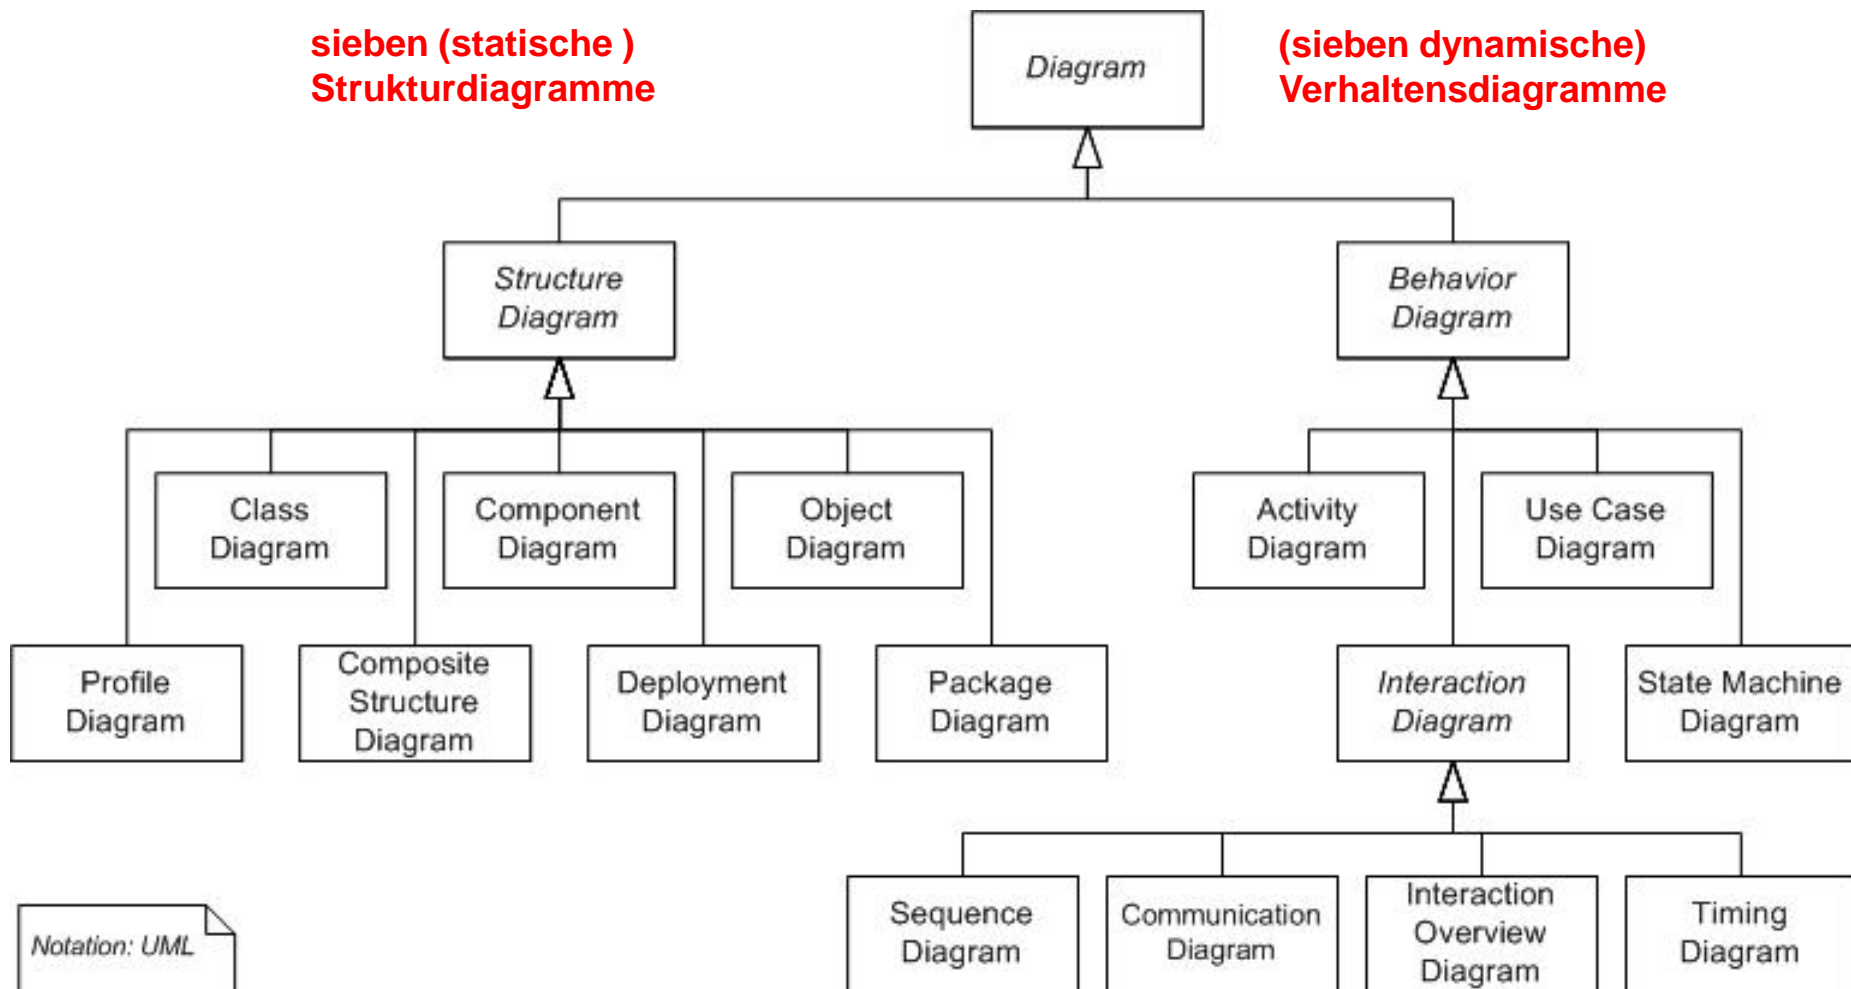 sieben (statische )
Strukturdiagramme
Diagram
(sieben dynamische)
Verhaltensdiagramme
Structure
Diagram
Behavior
Diagram
Class
Diagram
Component
Diagram
Object
Diagram
Activity
Diagram
Use Case
Diagram
Profile
Diagram
Composite
Structure
Diagram
Deployment
Diagram
Package
Diagram
Interaction
Diagram
State Machine
Diagram
Notation: UML
Sequence
Diagram
Communication
Diagram
Interaction
Overview
Diagram
Timing
Diagram